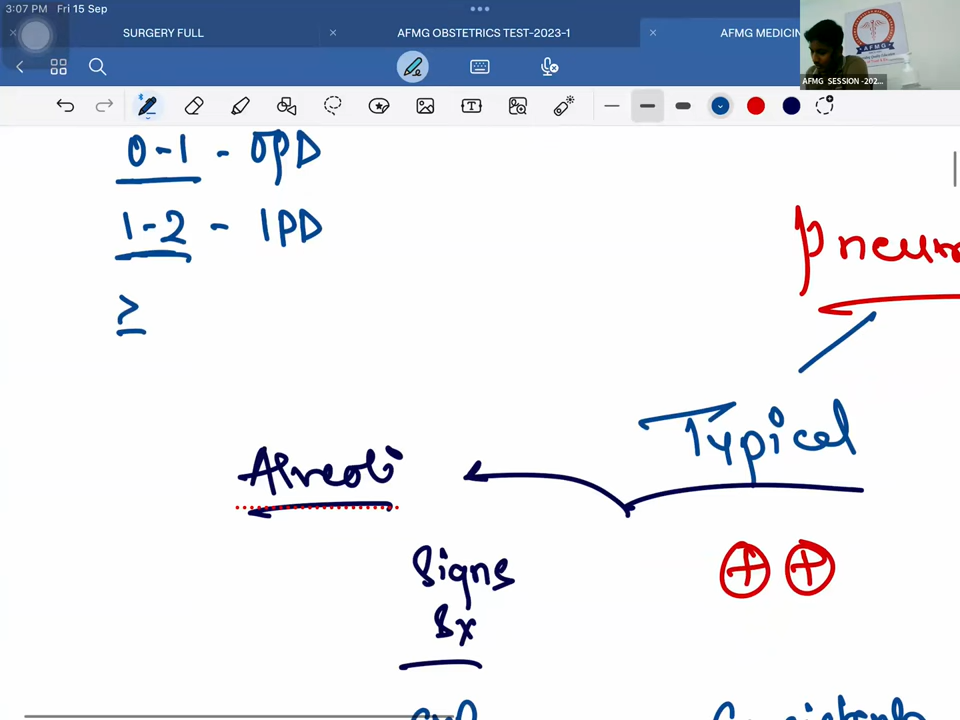 3:07 PM Fri 15 Sep
SURGERY FULL
AFMG OBSTETRICS TEST-2023-1
AFMG MEDICIN
AFMG
AFMG SESSION -202...
0-1 - OPD
1-2 - IPD
≥
Pneum
Typical
Alveoli
Signs
Sx